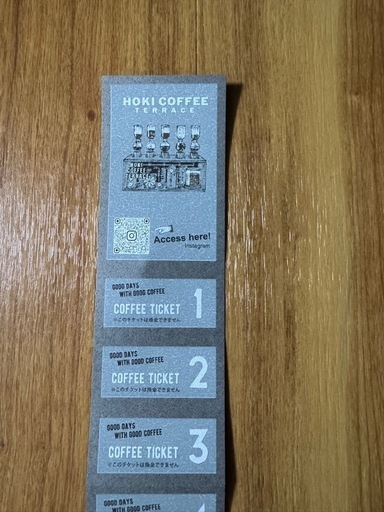 HOKI COFFEE
TERRACE
HOKI
COFFEE
TERRACE
Access here!
Instagram
GOOD DAYS
WITH GOOD COFFEE
COFFEE TICKET 1
※このチケットは換金できません
GOOD DAYS
WITH GOOD COFFEE
COFFEE TICKET 2
※このチケットは換金できません
GOOD DAYS
WITH GOOD COFFEE
COFFEE TICKET 3
※このチケットは換金できません
GOOD DAYS
WITH GOOD COFFEE